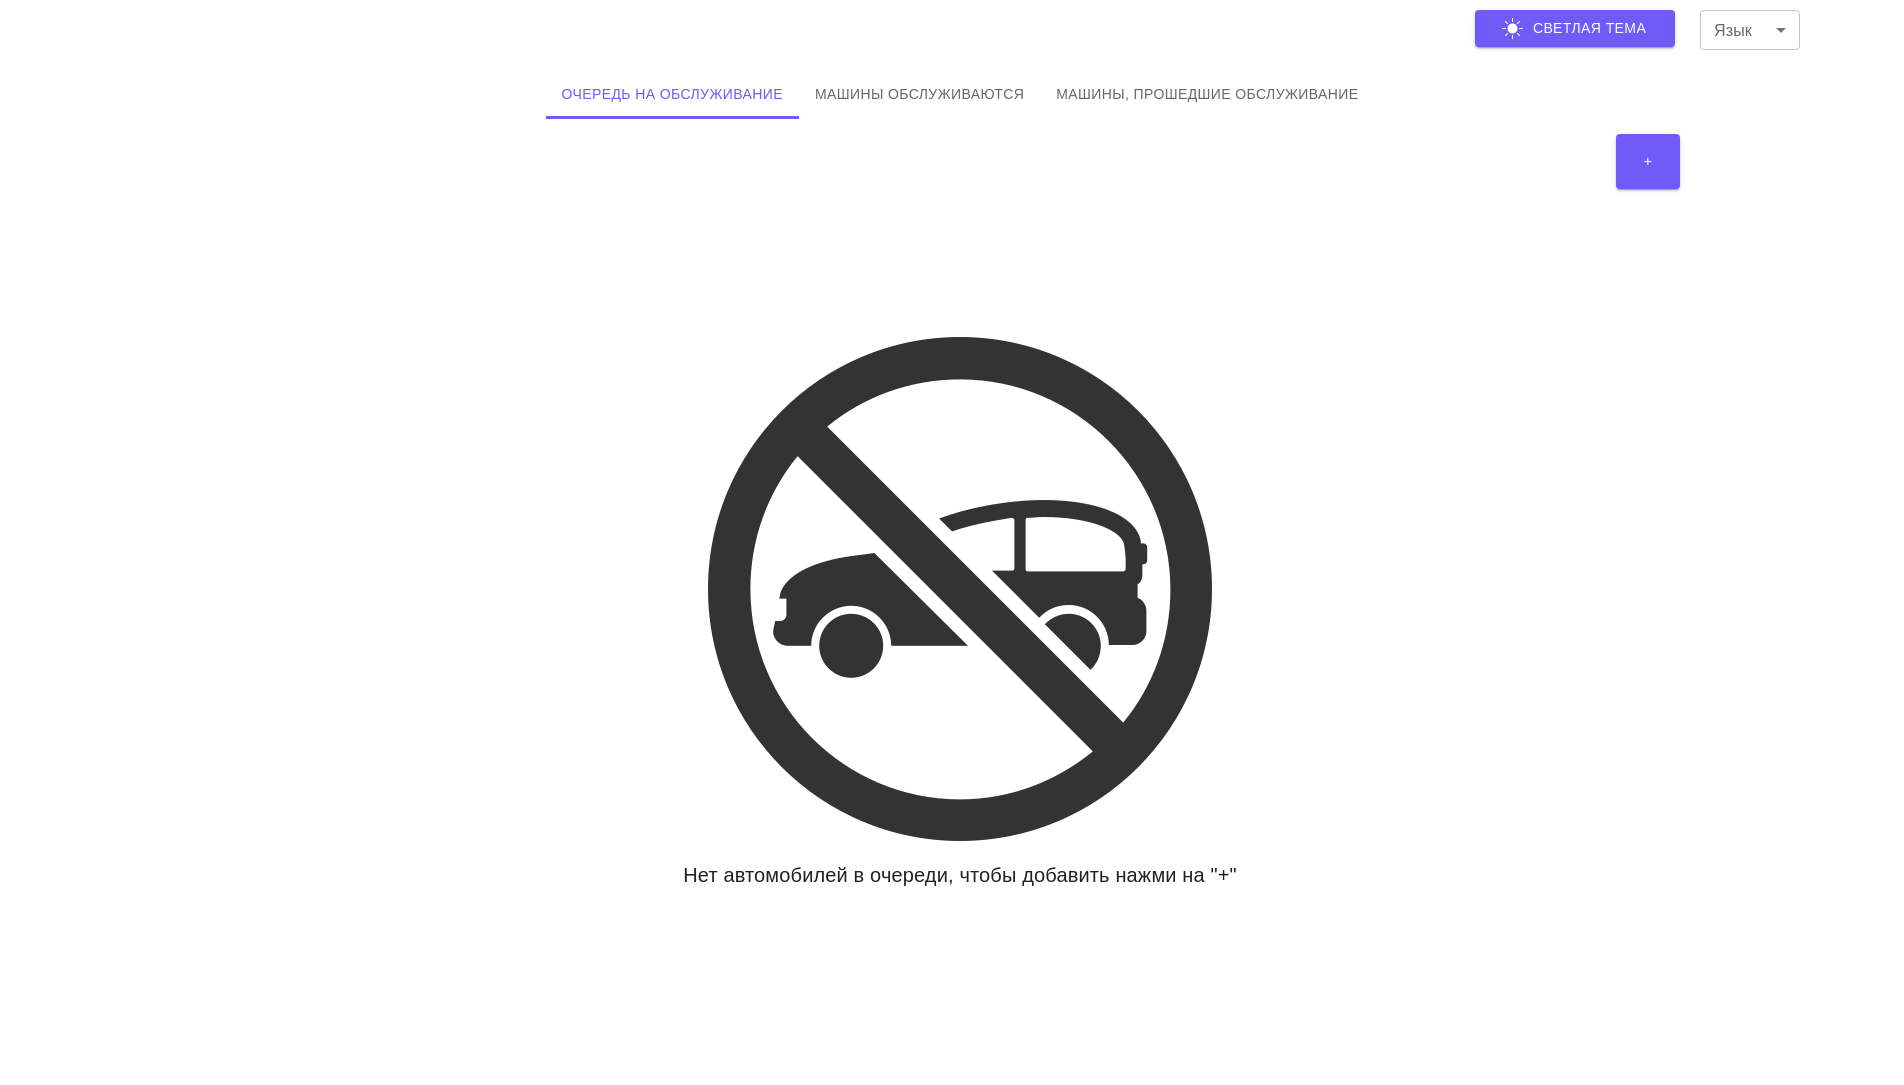 СВЕТЛАЯ ТЕМА
Язык
ОЧЕРЕДЬ НА ОБСЛУЖИВАНИЕ
МАШИНЫ ОБСЛУЖИВАЮТСЯ
МАШИНЫ, ПРОШЕДШИЕ ОБСЛУЖИВАНИЕ
+
Нет автомобилей в очереди, чтобы добавить нажми на "+"